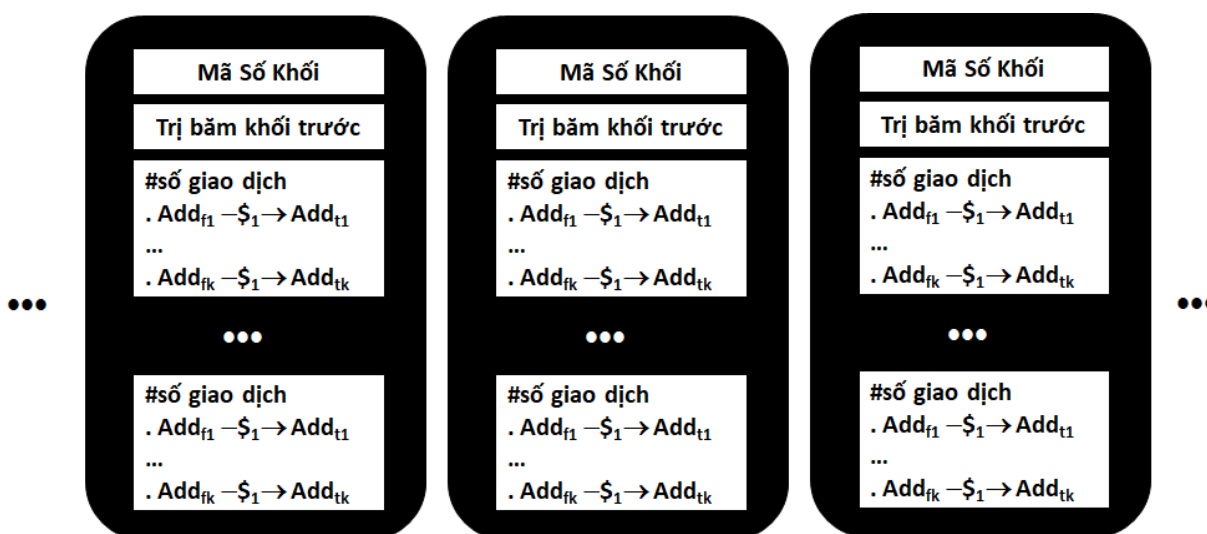 Mã Số Khối
Trị băm khối trước
#số giao dịch
. Addf1 –$1→ Addt1
...
. Addfk –$1→ Addtk
•••
#số giao dịch
. Addf1 –$1→ Addt1
...
. Addfk –$1→ Addtk
Mã Số Khối
Trị băm khối trước
#số giao dịch
. Addf1 –$1→ Addt1
...
. Addfk –$1→ Addtk
•••
#số giao dịch
. Addf1 –$1→ Addt1
...
. Addfk –$1→ Addtk
Mã Số Khối
Trị băm khối trước
#số giao dịch
. Addf1 –$1→ Addt1
...
. Addfk –$1→ Addtk
•••
#số giao dịch
. Addf1 –$1→ Addt1
...
. Addfk –$1→ Addtk